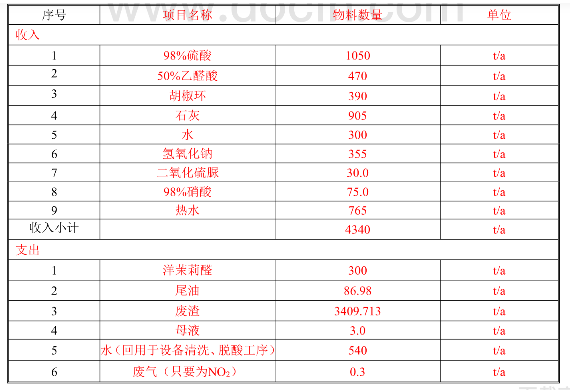 www.docin.com
序号 项目名称 物料数量 单位
收入
1 98%硫酸 1050 t/a
2 50%乙醛酸 470 t/a
3 胡椒环 390 t/a
4 石灰 905 t/a
5 水 300 t/a
6 氢氧化钠 355 t/a
7 二氧化硫脲 30.0 t/a
8 98%硝酸 75.0 t/a
9 热水 765 t/a
收入小计 4340 t/a
支出
1 洋茉莉醛 300 t/a
2 尾油 86.98 t/a
3 废渣 3409.713 t/a
4 母液 3.0 t/a
5 水（回用于设备清洗、脱酸工序） 540 t/a
6 废气（只要为NO₂） 0.3 t/a